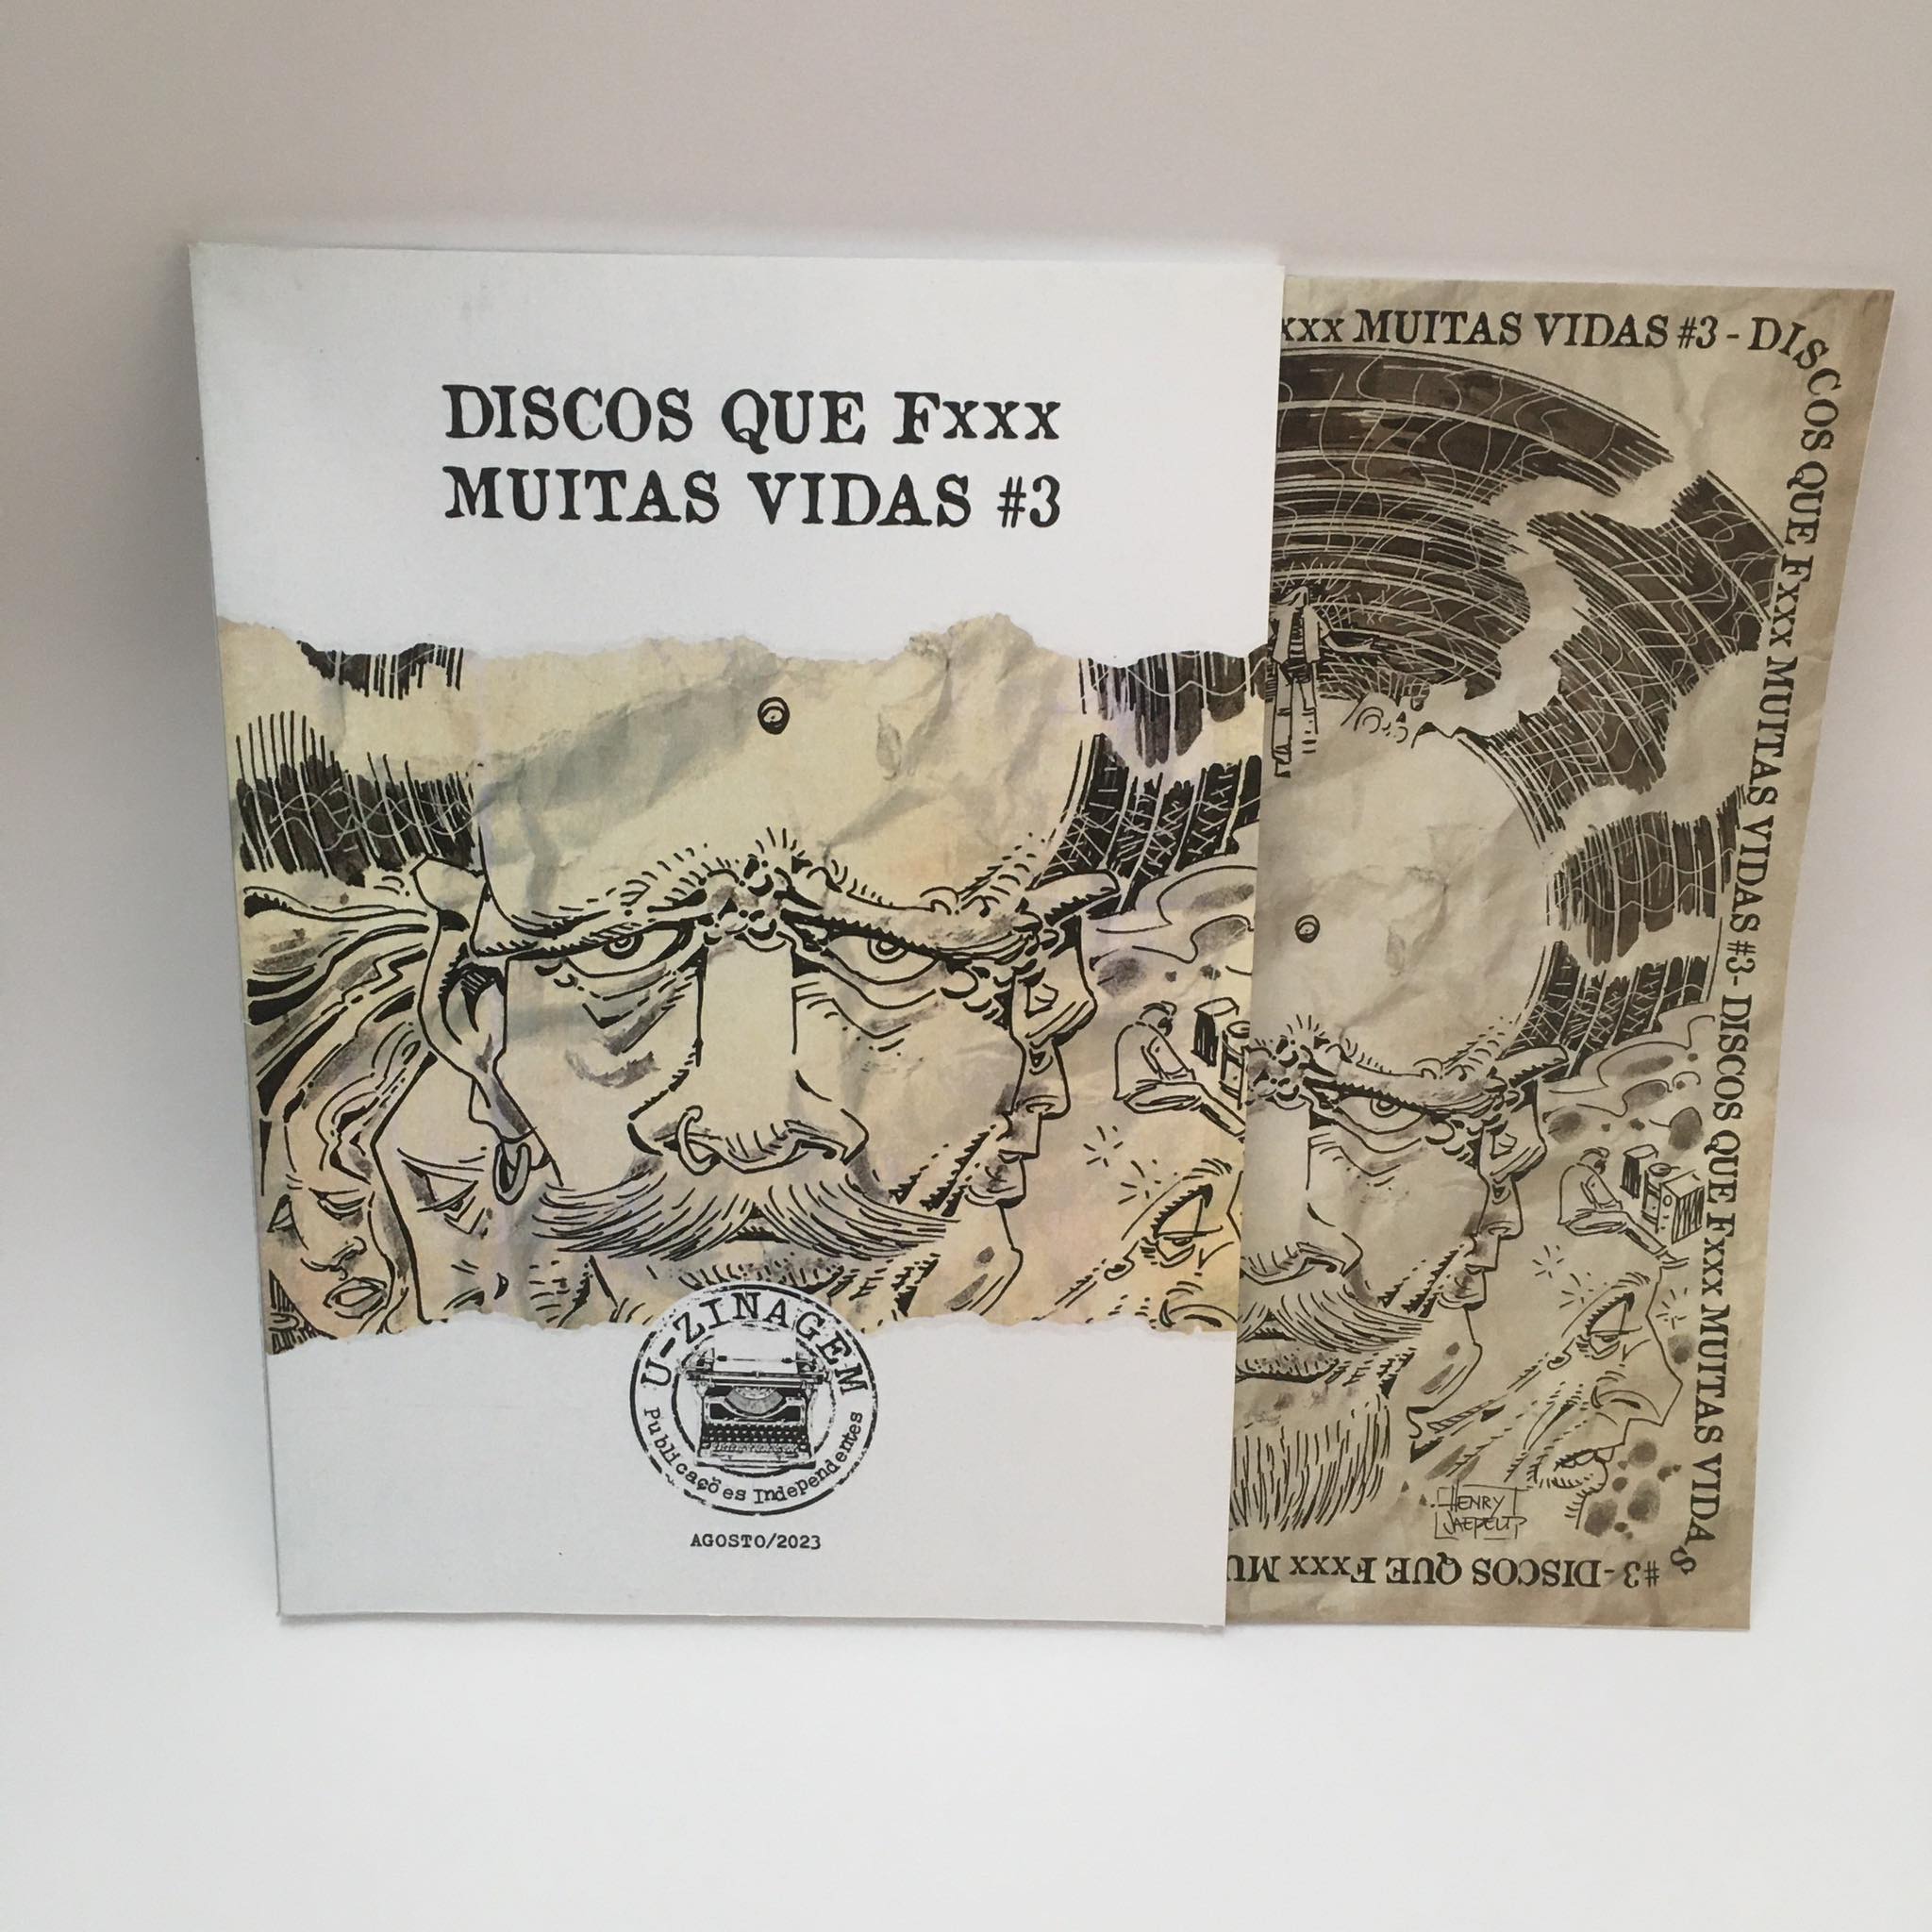 DISCOS QUE Fxxx
MUITAS VIDAS #3
U-ZINAGEM
Publicações Independentes
AGOSTO/2023
xxx MUITAS VIDAS #3 - DISCOS QUE Fxxx MUITAS VIDAS #3 - DISCOS QUE Fxxx MUITAS VIDAS
#3 - DISCOS QUE Fxxx MU
HENRY
JAEPELT